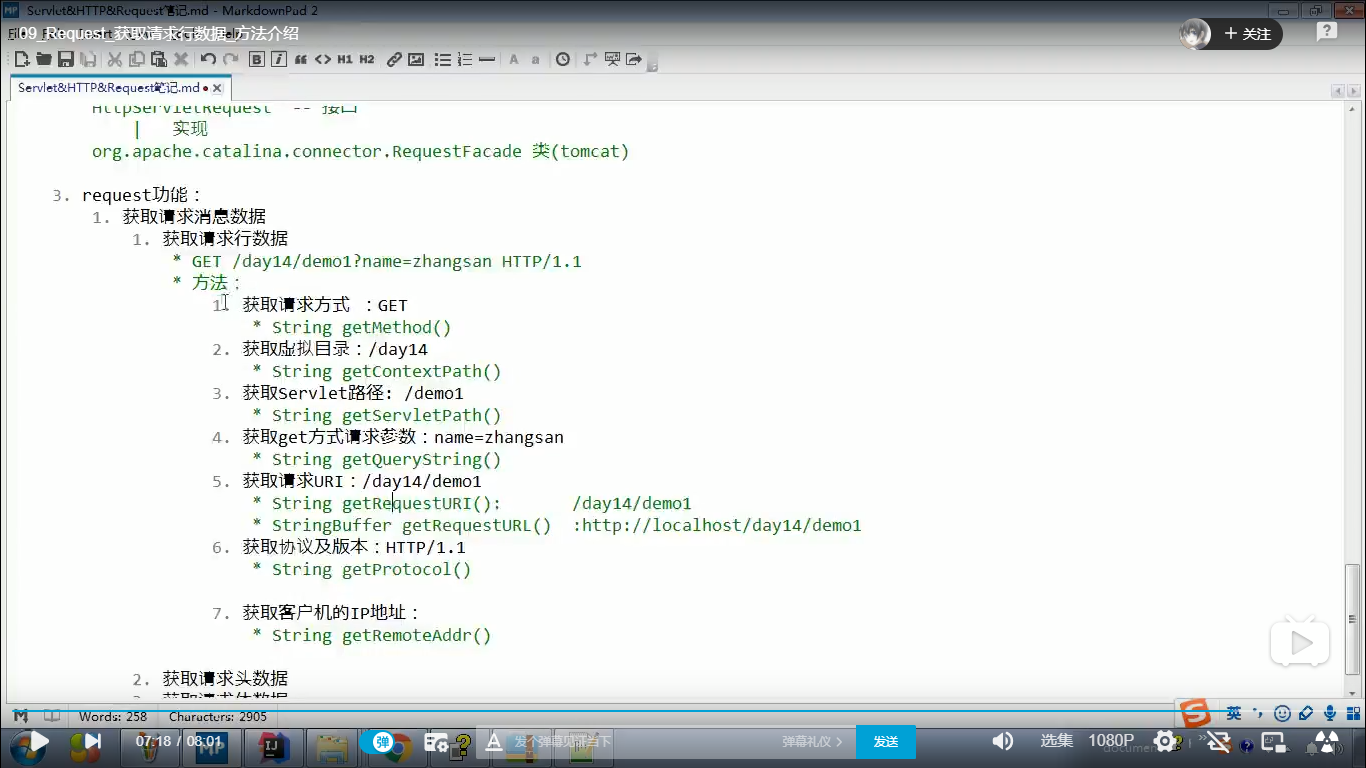 Servlet&HTTP&Request笔记.md - MarkdownPad 2
09_Request_获取请求行数据_方法介绍
+ 关注
?
B I H1 H2 A a
Servlet&HTTP&Request笔记.md
HttpServletRequest -- 接口
| 实现
org.apache.catalina.connector.RequestFacade 类(tomcat)
3. request功能：
1. 获取请求消息数据
1. 获取请求行数据
* GET /day14/demo1?name=zhangsan HTTP/1.1
* 方法：
1. 获取请求方式 ：GET
* String getMethod()
2. 获取虚拟目录：/day14
* String getContextPath()
3. 获取Servlet路径: /demo1
* String getServletPath()
4. 获取get方式请求参数：name=zhangsan
* String getQueryString()
5. 获取请求URI：/day14/demo1
* String getRequestURI(): /day14/demo1
* StringBuffer getRequestURL() :http://localhost/day14/demo1
6. 获取协议及版本：HTTP/1.1
* String getProtocol()
7. 获取客户机的IP地址：
* String getRemoteAddr()
2. 获取请求头数据
3. 获取请求体数据
Words: 258 Characters: 2905
英
07:18 / 08:01
弹
发个弹幕见证当下
弹幕礼仪 >
发送
选集
1080P